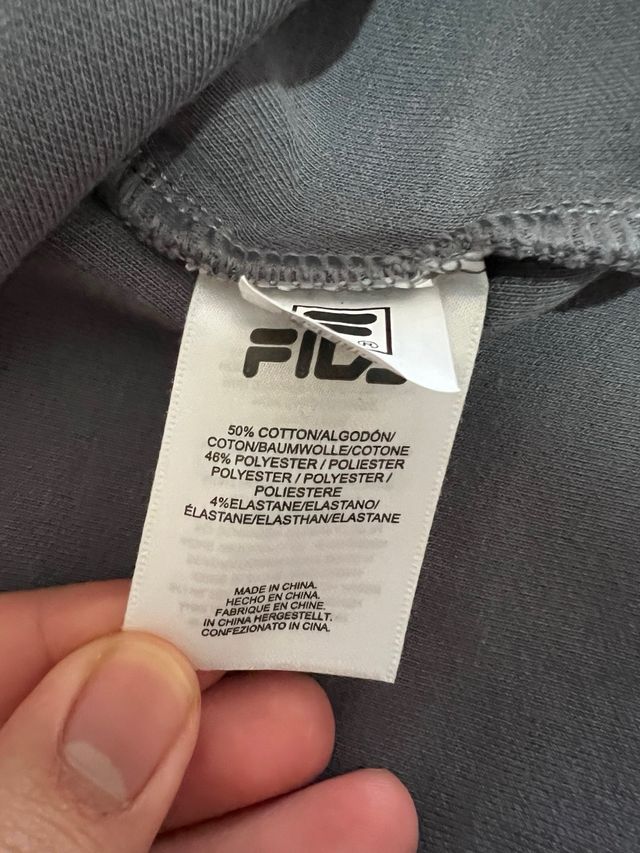 50% COTTON/ALGODÓN/
COTON/BAUMWOLLE/COTONE
46% POLYESTER / POLIESTER
POLYESTER / POLYESTER /
POLIESTERE
4%ELASTANE/ELASTANO/
ÉLASTANE/ELASTHAN/ELASTANE
MADE IN CHINA.
HECHO EN CHINA.
FABRIQUE EN CHINE.
IN CHINA HERGESTELLT.
CONFEZIONATO IN CINA.